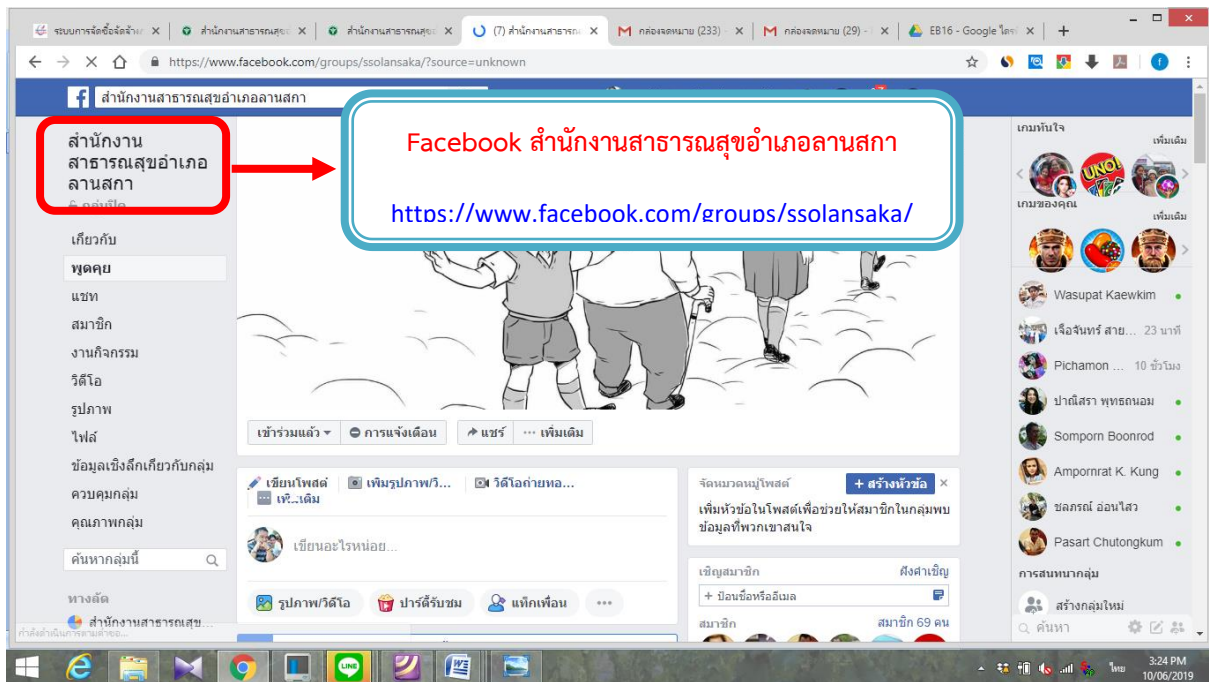 ระบบการจัดซื้อจัดจ้าง
สำนักงานสาธารณสุข
สำนักงานสาธารณสุข
(7) สำนักงานสาธารณ
กล่องจดหมาย (233) -
กล่องจดหมาย (29) -
EB16 - Google
https://www.facebook.com/groups/ssolansaka/?source=unknown
สำนักงานสาธารณสุขอำเภอลานสกา
Facebook สำนักงานสาธารณสุขอำเภอลานสกา
https://www.facebook.com/groups/ssolansaka/
สำนักงาน
สาธารณสุขอำเภอ
ลานสกา
กลุ่มปิด
เกี่ยวกับ
พูดคุย
แชท
สมาชิก
งานกิจกรรม
วิดีโอ
รูปภาพ
ไฟล์
ข้อมูลเชิงลึกเกี่ยวกับกลุ่ม
ควบคุมกลุ่ม
คุณภาพกลุ่ม
ค้นหากลุ่มนี้
ทางลัด
สำนักงานสาธารณสุข...
กำลังดำเนินการตามคำขอ...
เข้าร่วมแล้ว
การแจ้งเตือน
แชร์
··· เพิ่มเติม
เขียนโพสต์
เพิ่มรูปภาพ/วิ...
วิดีโอถ่ายทอ...
เพิ่มเติม
เขียนอะไรหน่อย...
รูปภาพ/วิดีโอ
ปาร์ตี้รับชม
แท็กเพื่อน
···
จัดหมวดหมู่โพสต์
+ สร้างหัวข้อ
เพิ่มหัวข้อในโพสต์เพื่อช่วยให้สมาชิกในกลุ่มพบ
ข้อมูลที่พวกเขาสนใจ
เชิญสมาชิก
ฝังคำเชิญ
+ ป้อนชื่อหรืออีเมล
สมาชิก
สมาชิก 69 คน
เกมทันใจ
เพิ่มเติม
UNO
เกมของคุณ
เพิ่มเติม
Wasupat Kaewkim
เจือจันทร์ สาย... 23 นาที
Pichamon ... 10 ชั่วโมง
ปาณิสรา พุทธถนอม
Somporn Boonrod
Ampornrat K. Kung
ชลภรณ์ อ่อนไสว
Pasart Chutongkum
การสนทนากลุ่ม
สร้างกลุ่มใหม่
ค้นหา
LINE
ไทย
3:24 PM
10/06/2019